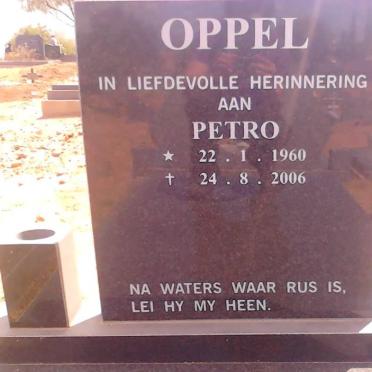 OPPEL
IN LIEFDEVOLLE HERINNERING
AAN
PETRO
★ 22 . 1 . 1960
✝ 24 . 8 . 2006
NA WATERS WAAR RUS IS,
LEI HY MY HEEN.